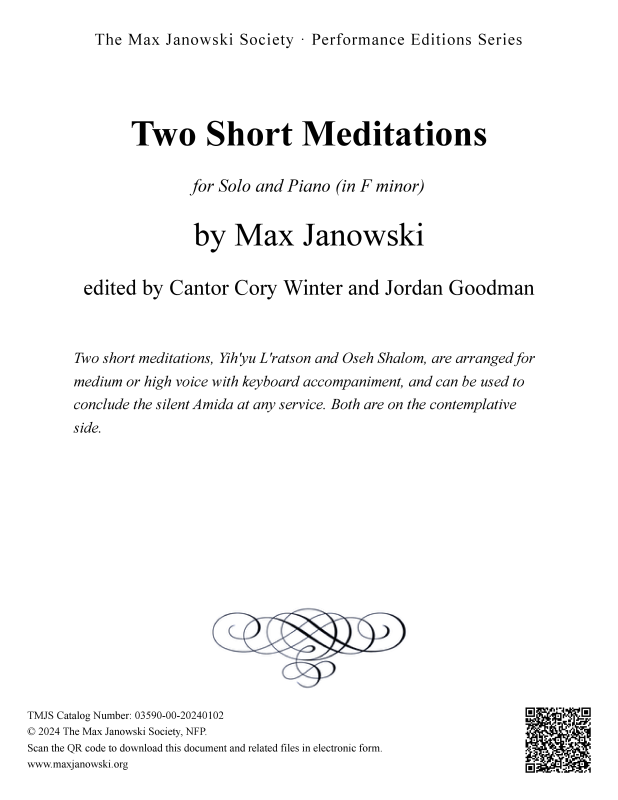 The Max Janowski Society · Performance Editions Series
Two Short Meditations
for Solo and Piano (in F minor)
by Max Janowski
edited by Cantor Cory Winter and Jordan Goodman
Two short meditations, Yih'yu L'ratson and Oseh Shalom, are arranged for
medium or high voice with keyboard accompaniment, and can be used to
conclude the silent Amida at any service. Both are on the contemplative
side.
TMJS Catalog Number: 03590-00-20240102
© 2024 The Max Janowski Society, NFP.
Scan the QR code to download this document and related files in electronic form.
www.maxjanowski.org